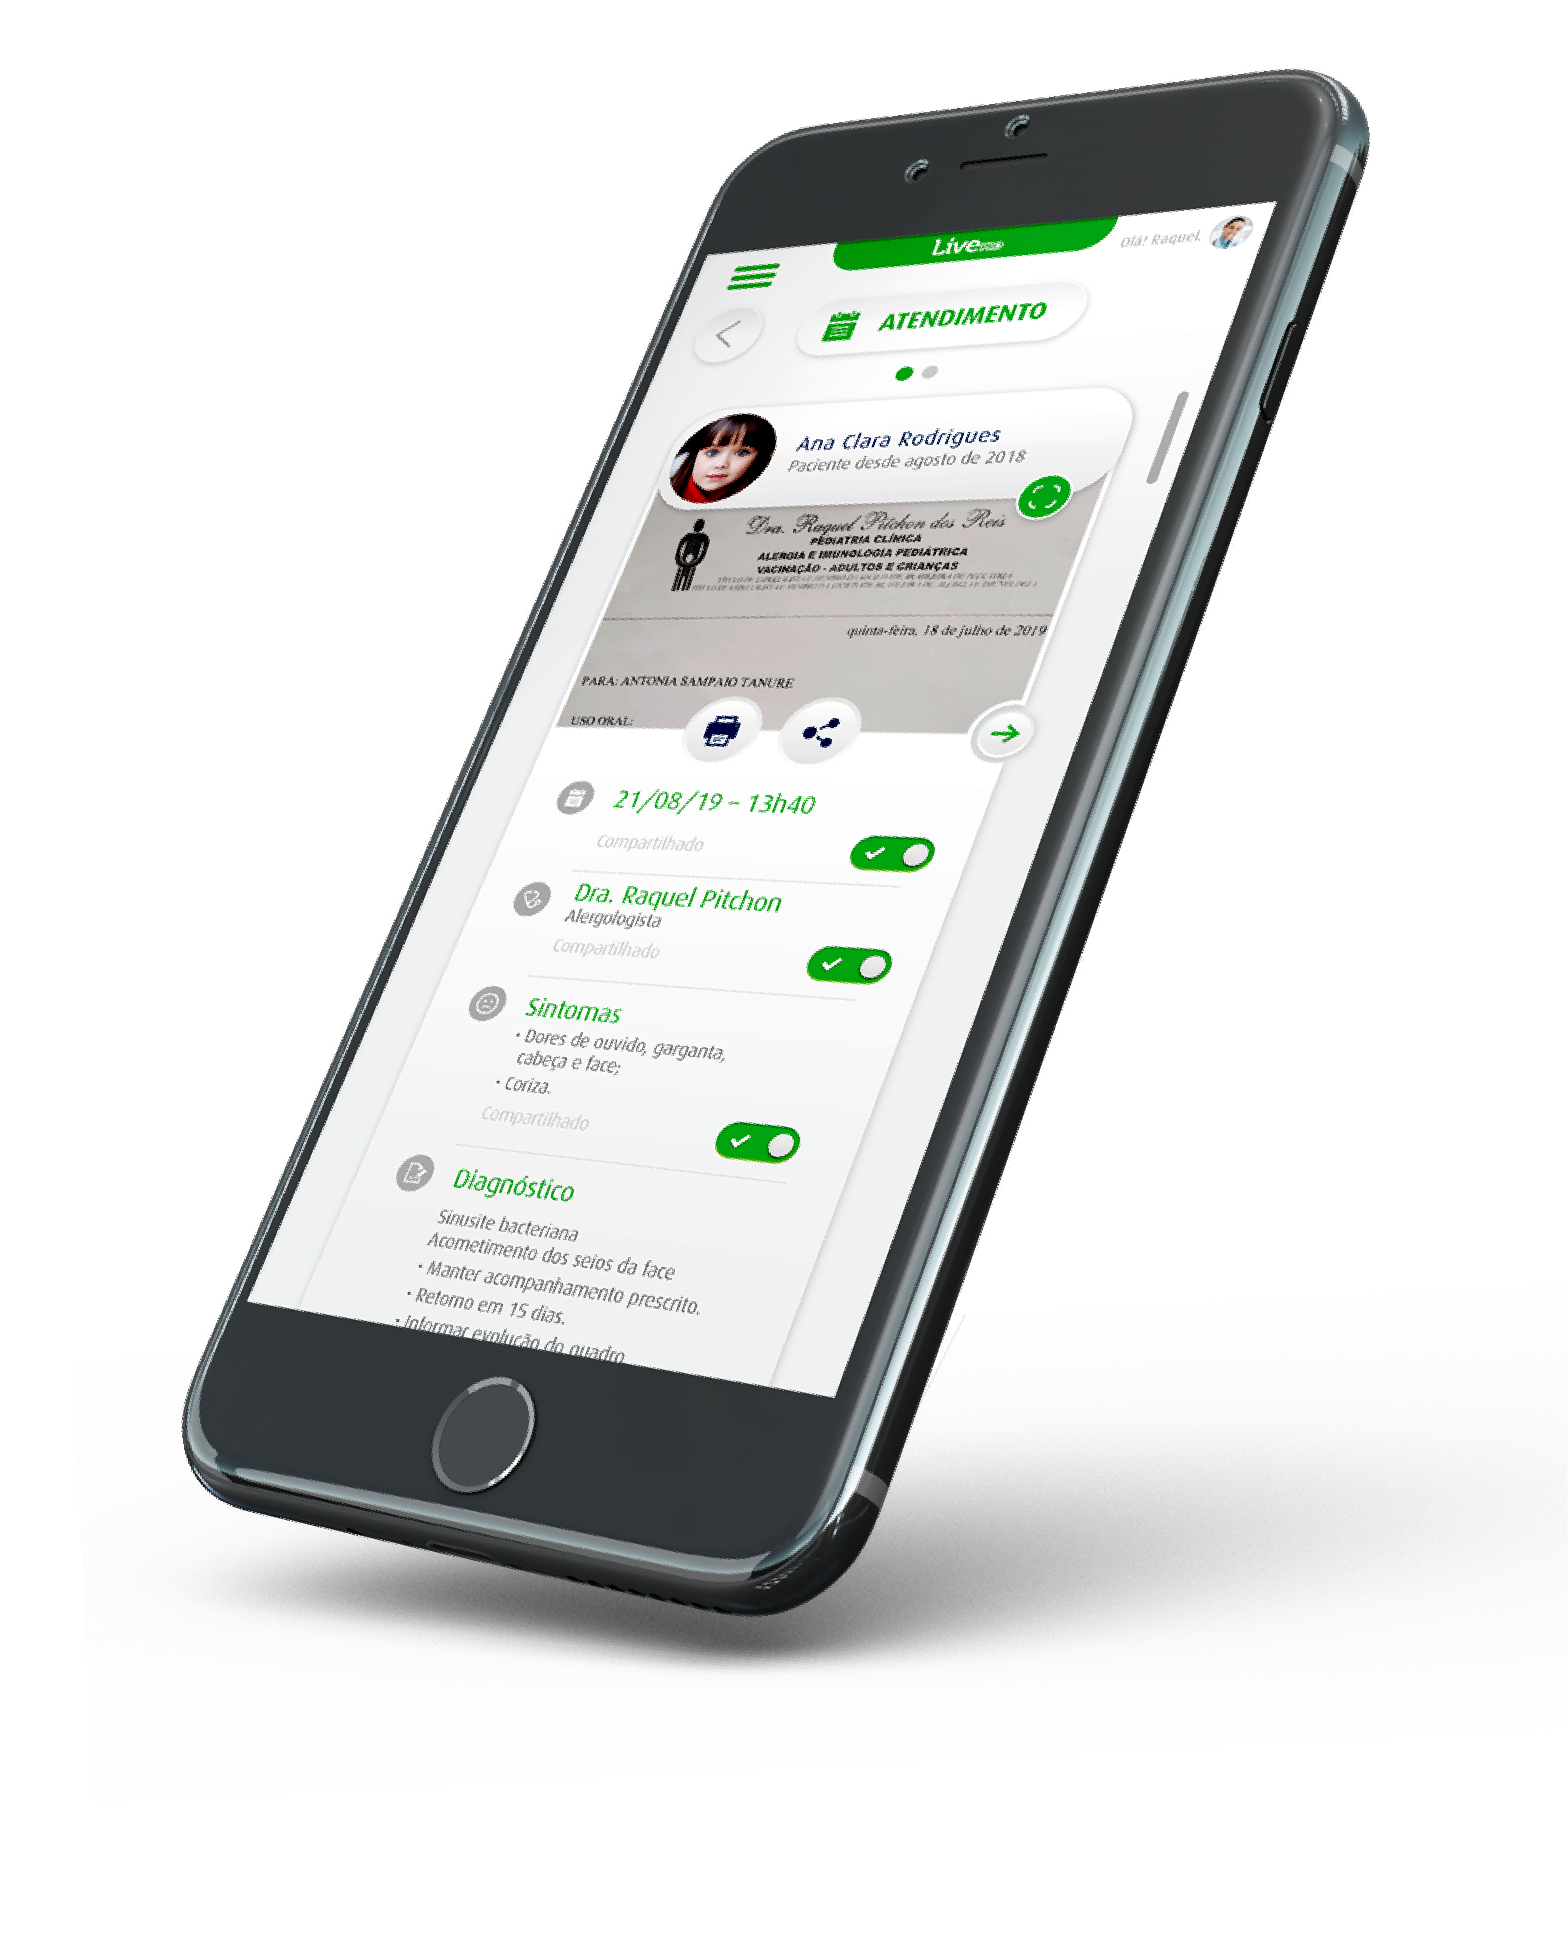 Live
Olá! Raquel.
ATENDIMENTO
Ana Clara Rodrigues
Paciente desde agosto de 2018
Dra. Raquel Pitchon dos Reis
PEDIATRIA CLÍNICA
ALERGIA E IMUNOLOGIA PEDIÁTRICA
VACINAÇÃO - ADULTOS E CRIANÇAS
quinta-feira, 18 de julho de 2019
PARA: ANTONIA SAMPAIO TANURE
USO ORAL:
21/08/19 – 13h40
Compartilhado
Dra. Raquel Pitchon
Alergologista
Compartilhado
Sintomas
• Dores de ouvido, garganta,
cabeça e face;
• Coriza.
Compartilhado
Diagnóstico
Sinusite bacteriana
Acometimento dos seios da face
• Manter acompanhamento prescrito.
• Retorno em 15 dias.
• Informar evolução do quadro